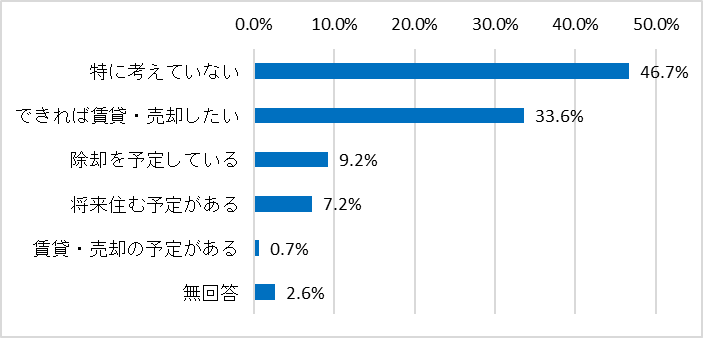 0.0% 10.0% 20.0% 30.0% 40.0% 50.0%
特に考えていない 46.7%
できれば賃貸・売却したい 33.6%
除却を予定している 9.2%
将来住む予定がある 7.2%
賃貸・売却の予定がある 0.7%
無回答 2.6%